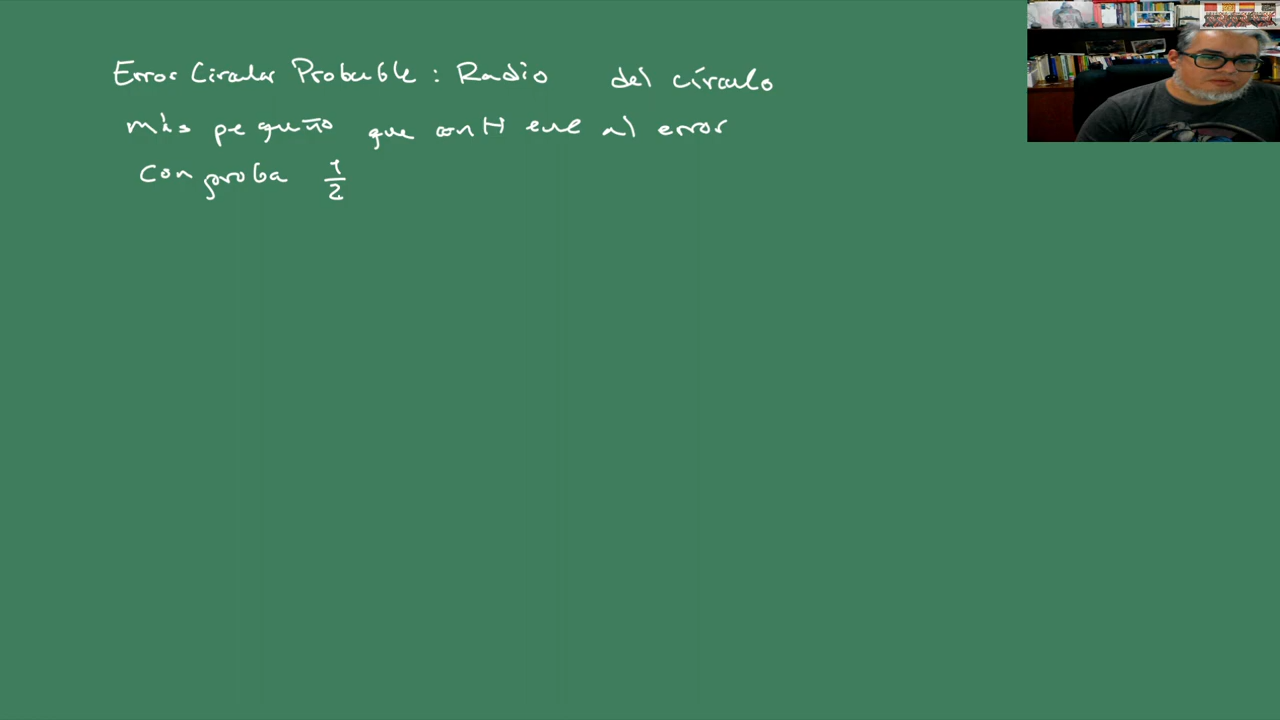 Error Circular Probable : Radio del círculo
más pequeño que contiene al error
con proba 1/2